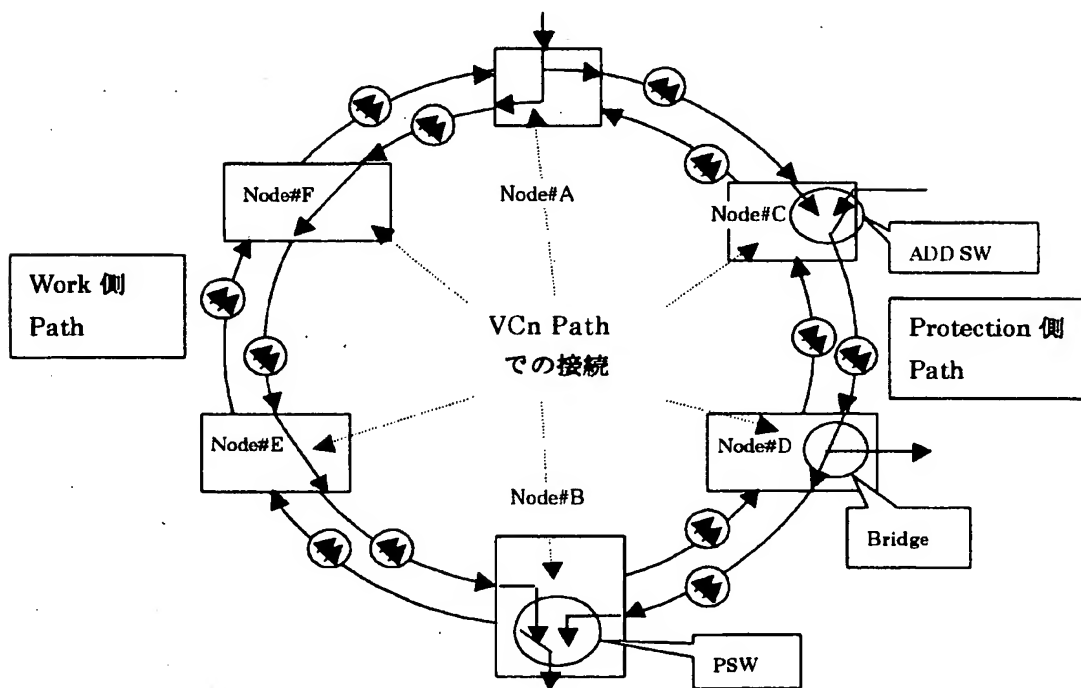 Node#F
Node#A
Node#C
ADD SW
Work 側
Path
VCn Path
での接続
Protection 側
Path
Node#E
Node#D
Node#B
Bridge
PSW